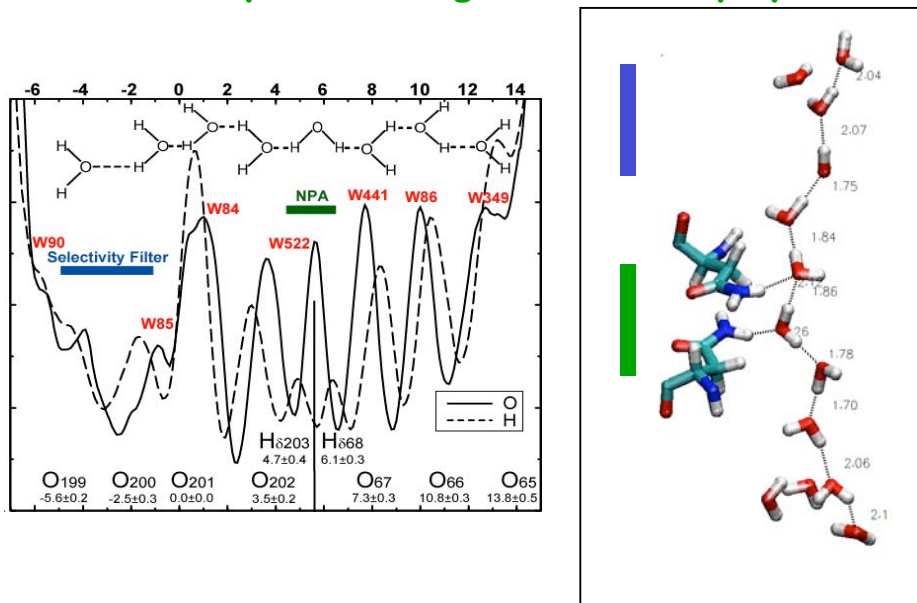 -6 -4 -2 0 2 4 6 8 10 12 14
H H H H H H H
O O O O O O O O
H H H H H H H H
W90
Selectivity Filter
W85
W84
W522
NPA
W441
W86
W349
O
H
Hδ203 Hδ68
4.7±0.4 6.1±0.3
O199 O200 O201 O202 O67 O66 O65
-5.6±0.2 -2.5±0.3 0.0±0.0 3.5±0.2 7.3±0.3 10.8±0.3 13.8±0.5
2.04
2.07
1.75
1.84
1.86
1.78
1.70
2.06
2.1